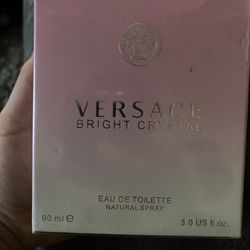 VERSACE
BRIGHT CRYSTAL
EAU DE TOILETTE
NATURAL SPRAY
90 ml ℮ 3.0 US fl.oz.